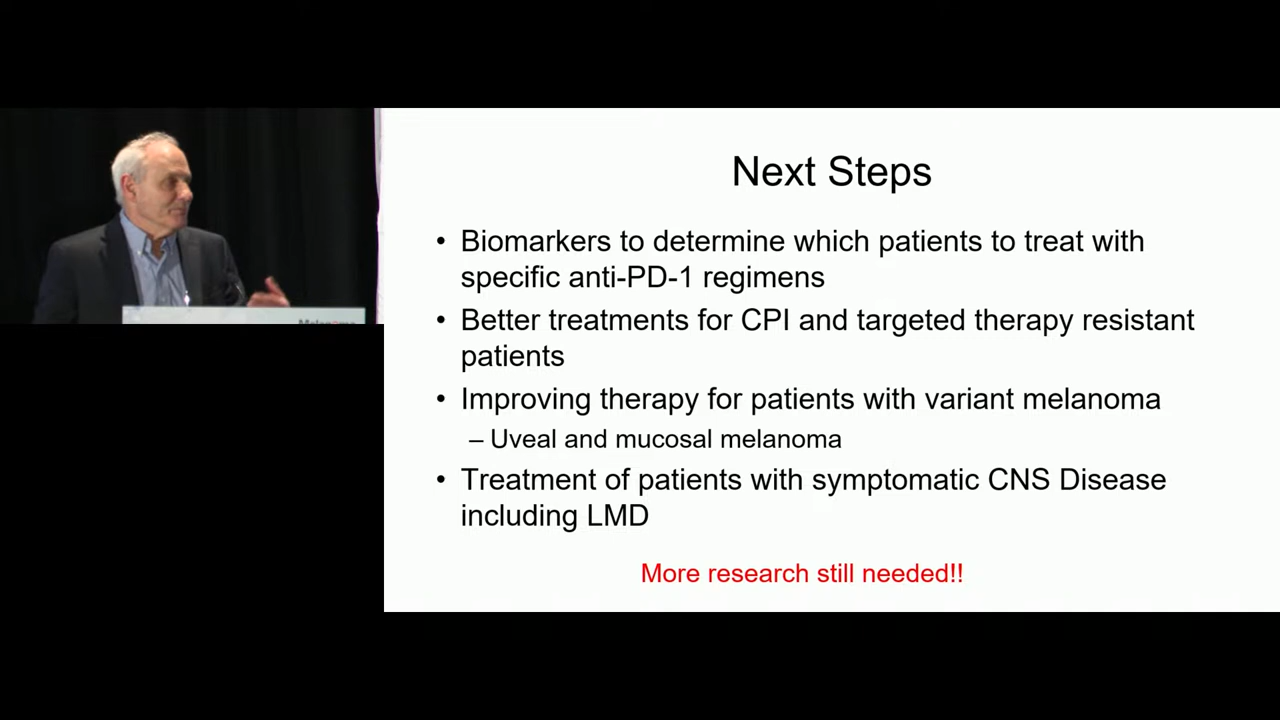 Next Steps
• Biomarkers to determine which patients to treat with
specific anti-PD-1 regimens
• Better treatments for CPI and targeted therapy resistant
patients
• Improving therapy for patients with variant melanoma
– Uveal and mucosal melanoma
• Treatment of patients with symptomatic CNS Disease
including LMD
More research still needed!!